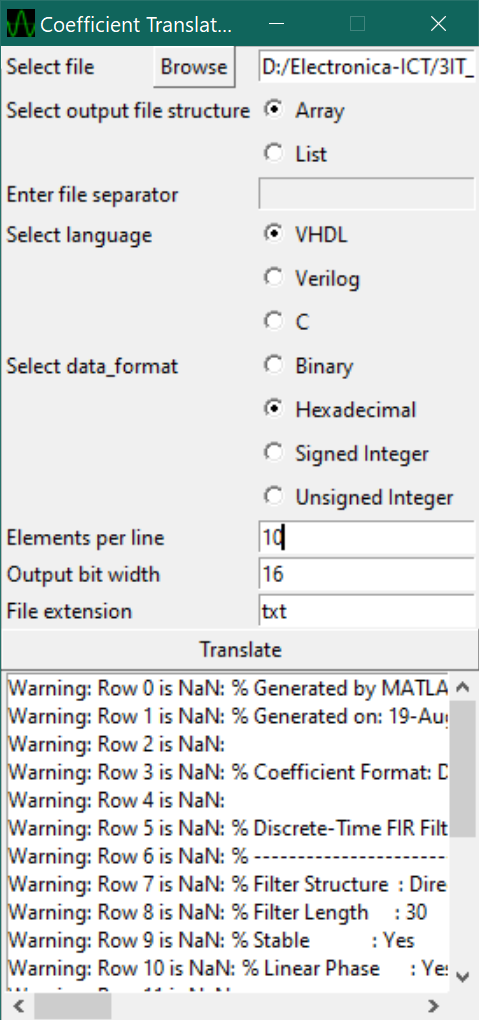 Coefficient Translat...
Select file Browse D:/Electronica-ICT/3IT_
Select output file structure Array
List
Enter file separator
Select language VHDL
Verilog
C
Select data_format Binary
Hexadecimal
Signed Integer
Unsigned Integer
Elements per line 10
Output bit width 16
File extension txt
Translate
Warning: Row 0 is NaN: % Generated by MATLA
Warning: Row 1 is NaN: % Generated on: 19-Aug
Warning: Row 2 is NaN:
Warning: Row 3 is NaN: % Coefficient Format: D
Warning: Row 4 is NaN:
Warning: Row 5 is NaN: % Discrete-Time FIR Filt
Warning: Row 6 is NaN: % ----------------------
Warning: Row 7 is NaN: % Filter Structure : Dire
Warning: Row 8 is NaN: % Filter Length : 30
Warning: Row 9 is NaN: % Stable : Yes
Warning: Row 10 is NaN: % Linear Phase : Yes